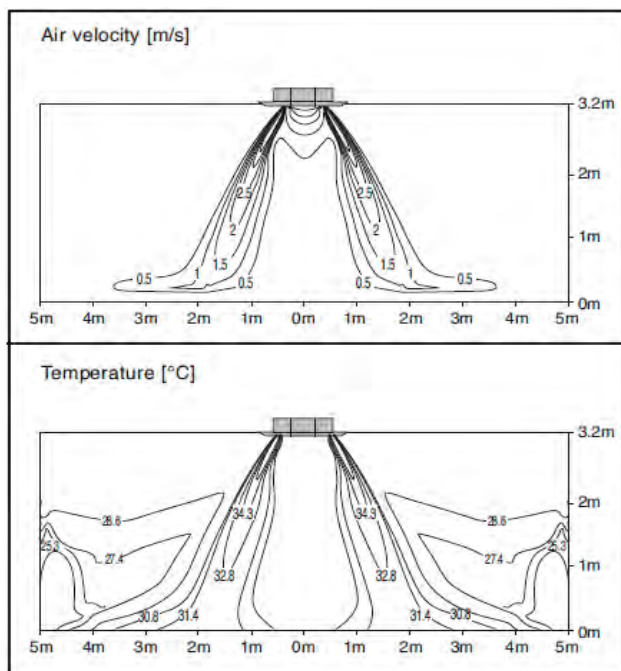 Air velocity [m/s]
3.2m
2m
2.5 2.5
2 2 1m
1.5 1.5
0.5 1 0.5 0.5 1 0.5
0m
5m 4m 3m 2m 1m 0m 1m 2m 3m 4m 5m
Temperature [°C]
3.2m
2m
28.6 34.3 34.3 28.6
25.3 27.4 27.4 25.3
32.8 32.8 1m
30.8 31.4 31.4 30.8
0m
5m 4m 3m 2m 1m 0m 1m 2m 3m 4m 5m